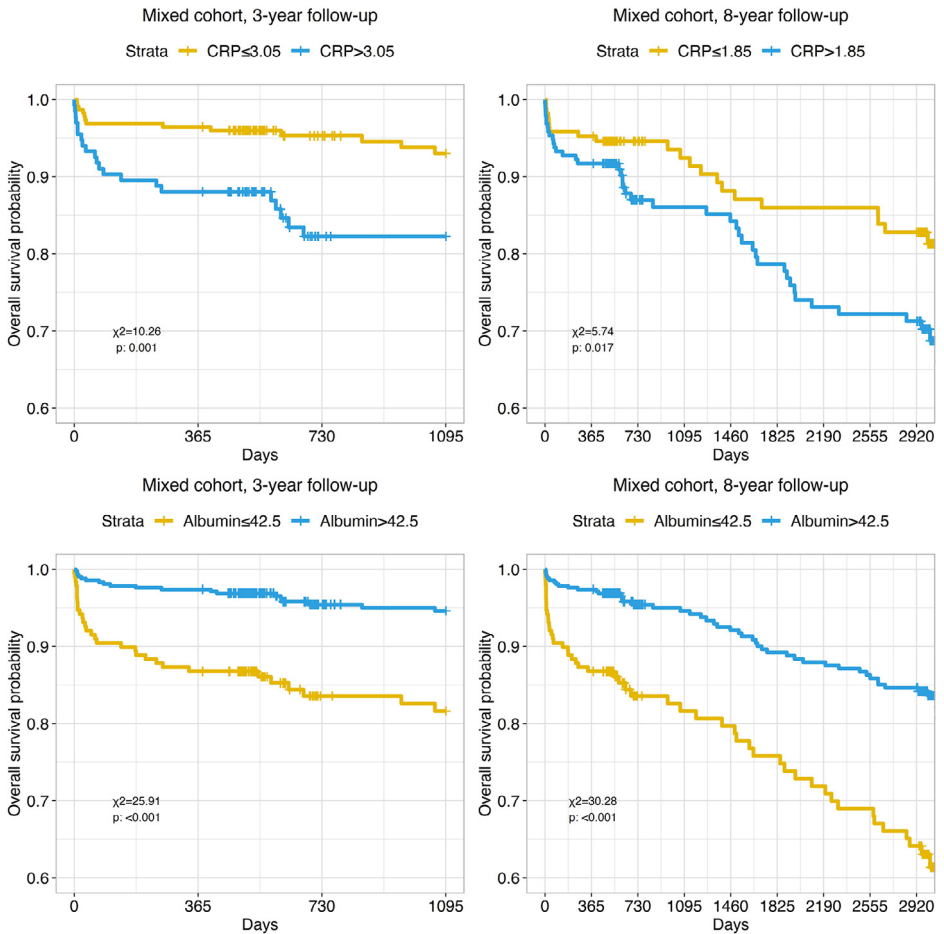 Mixed cohort, 3-year follow-up
Strata CRP≤3.05 CRP>3.05
Overall survival probability
1.0
0.9
0.8
0.7
0.6
χ2=10.26
p: 0.001
0 365 730 1095
Days
Mixed cohort, 8-year follow-up
Strata CRP≤1.85 CRP>1.85
Overall survival probability
1.0
0.9
0.8
0.7
0.6
χ2=5.74
p: 0.017
0 365 730 1095 1460 1825 2190 2555 2920
Days
Mixed cohort, 3-year follow-up
Strata Albumin≤42.5 Albumin>42.5
Overall survival probability
1.0
0.9
0.8
0.7
0.6
χ2=25.91
p: <0.001
0 365 730 1095
Days
Mixed cohort, 8-year follow-up
Strata Albumin≤42.5 Albumin>42.5
Overall survival probability
1.0
0.9
0.8
0.7
0.6
χ2=30.28
p: <0.001
0 365 730 1095 1460 1825 2190 2555 2920
Days